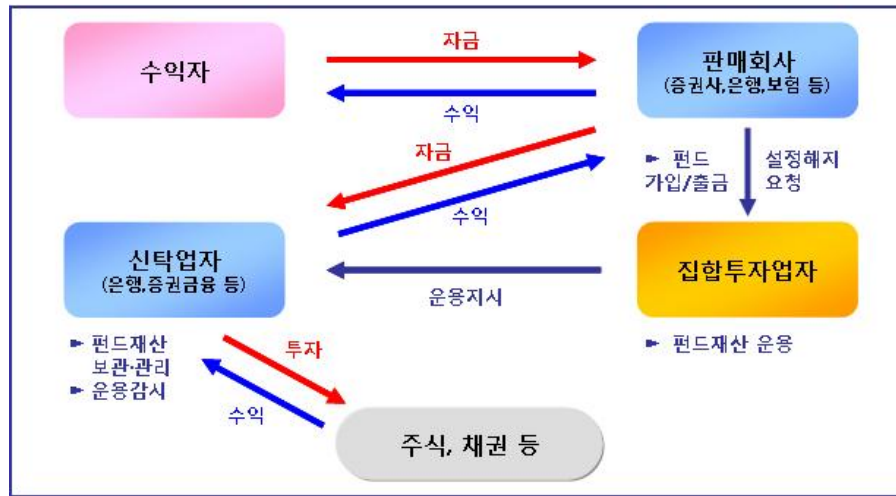 수익자
자금
수익
판매회사
(증권사,은행,보험 등)
자금
수익
► 펀드
가입/출금
설정해지
요청
신탁업자
(은행,증권금융 등)
운용지시
집합투자업자
► 펀드재산
보관·관리
► 운용감시
투자
수익
► 펀드재산 운용
주식, 채권 등